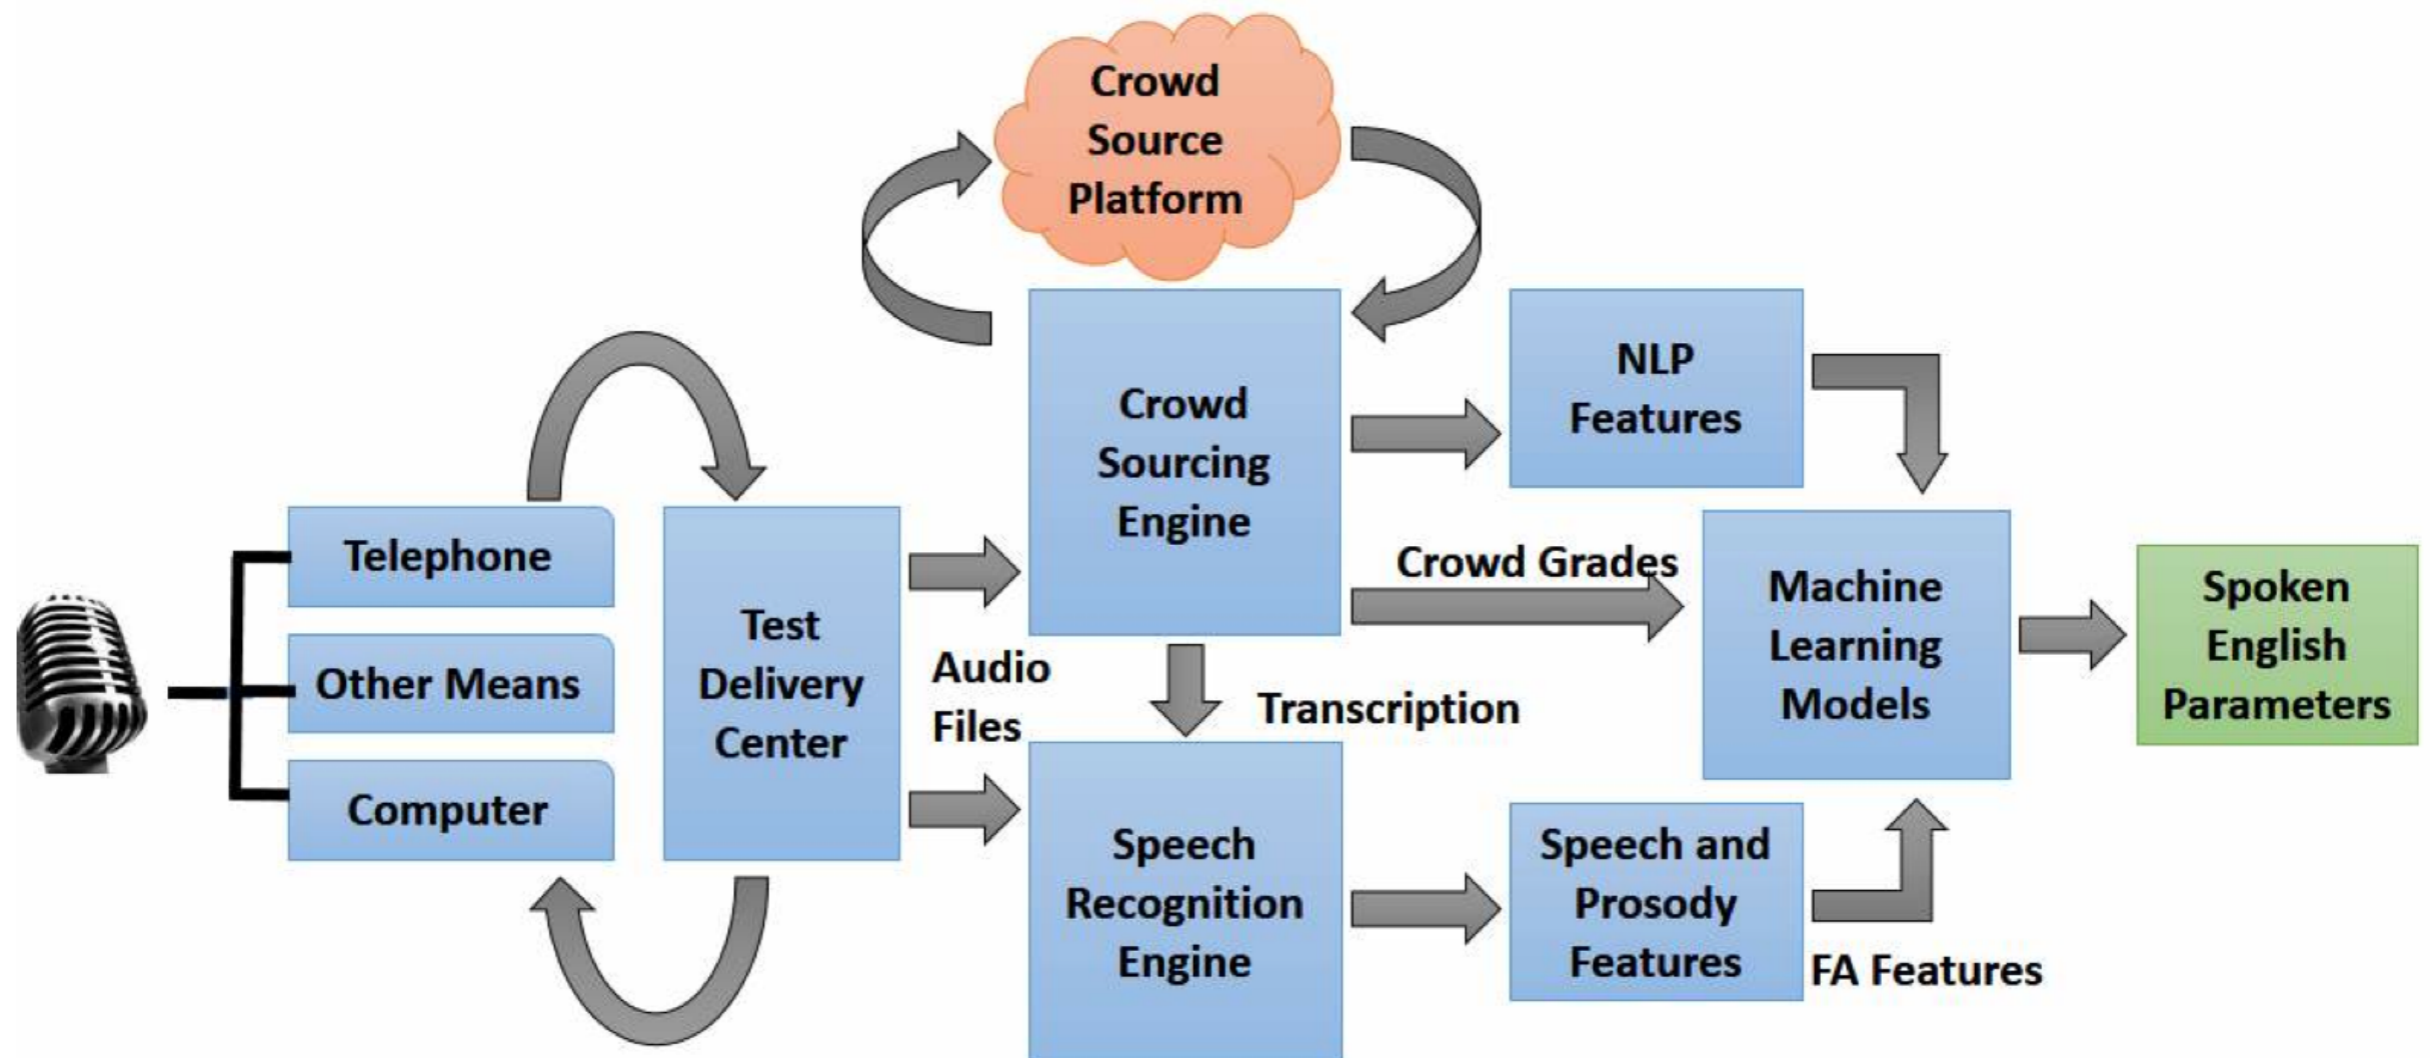 Crowd
Source
Platform
Telephone
Other Means
Computer
Test
Delivery
Center
Audio
Files
Crowd
Sourcing
Engine
Transcription
Speech
Recognition
Engine
NLP
Features
Crowd Grades
Speech and
Prosody
Features
FA Features
Machine
Learning
Models
Spoken
English
Parameters